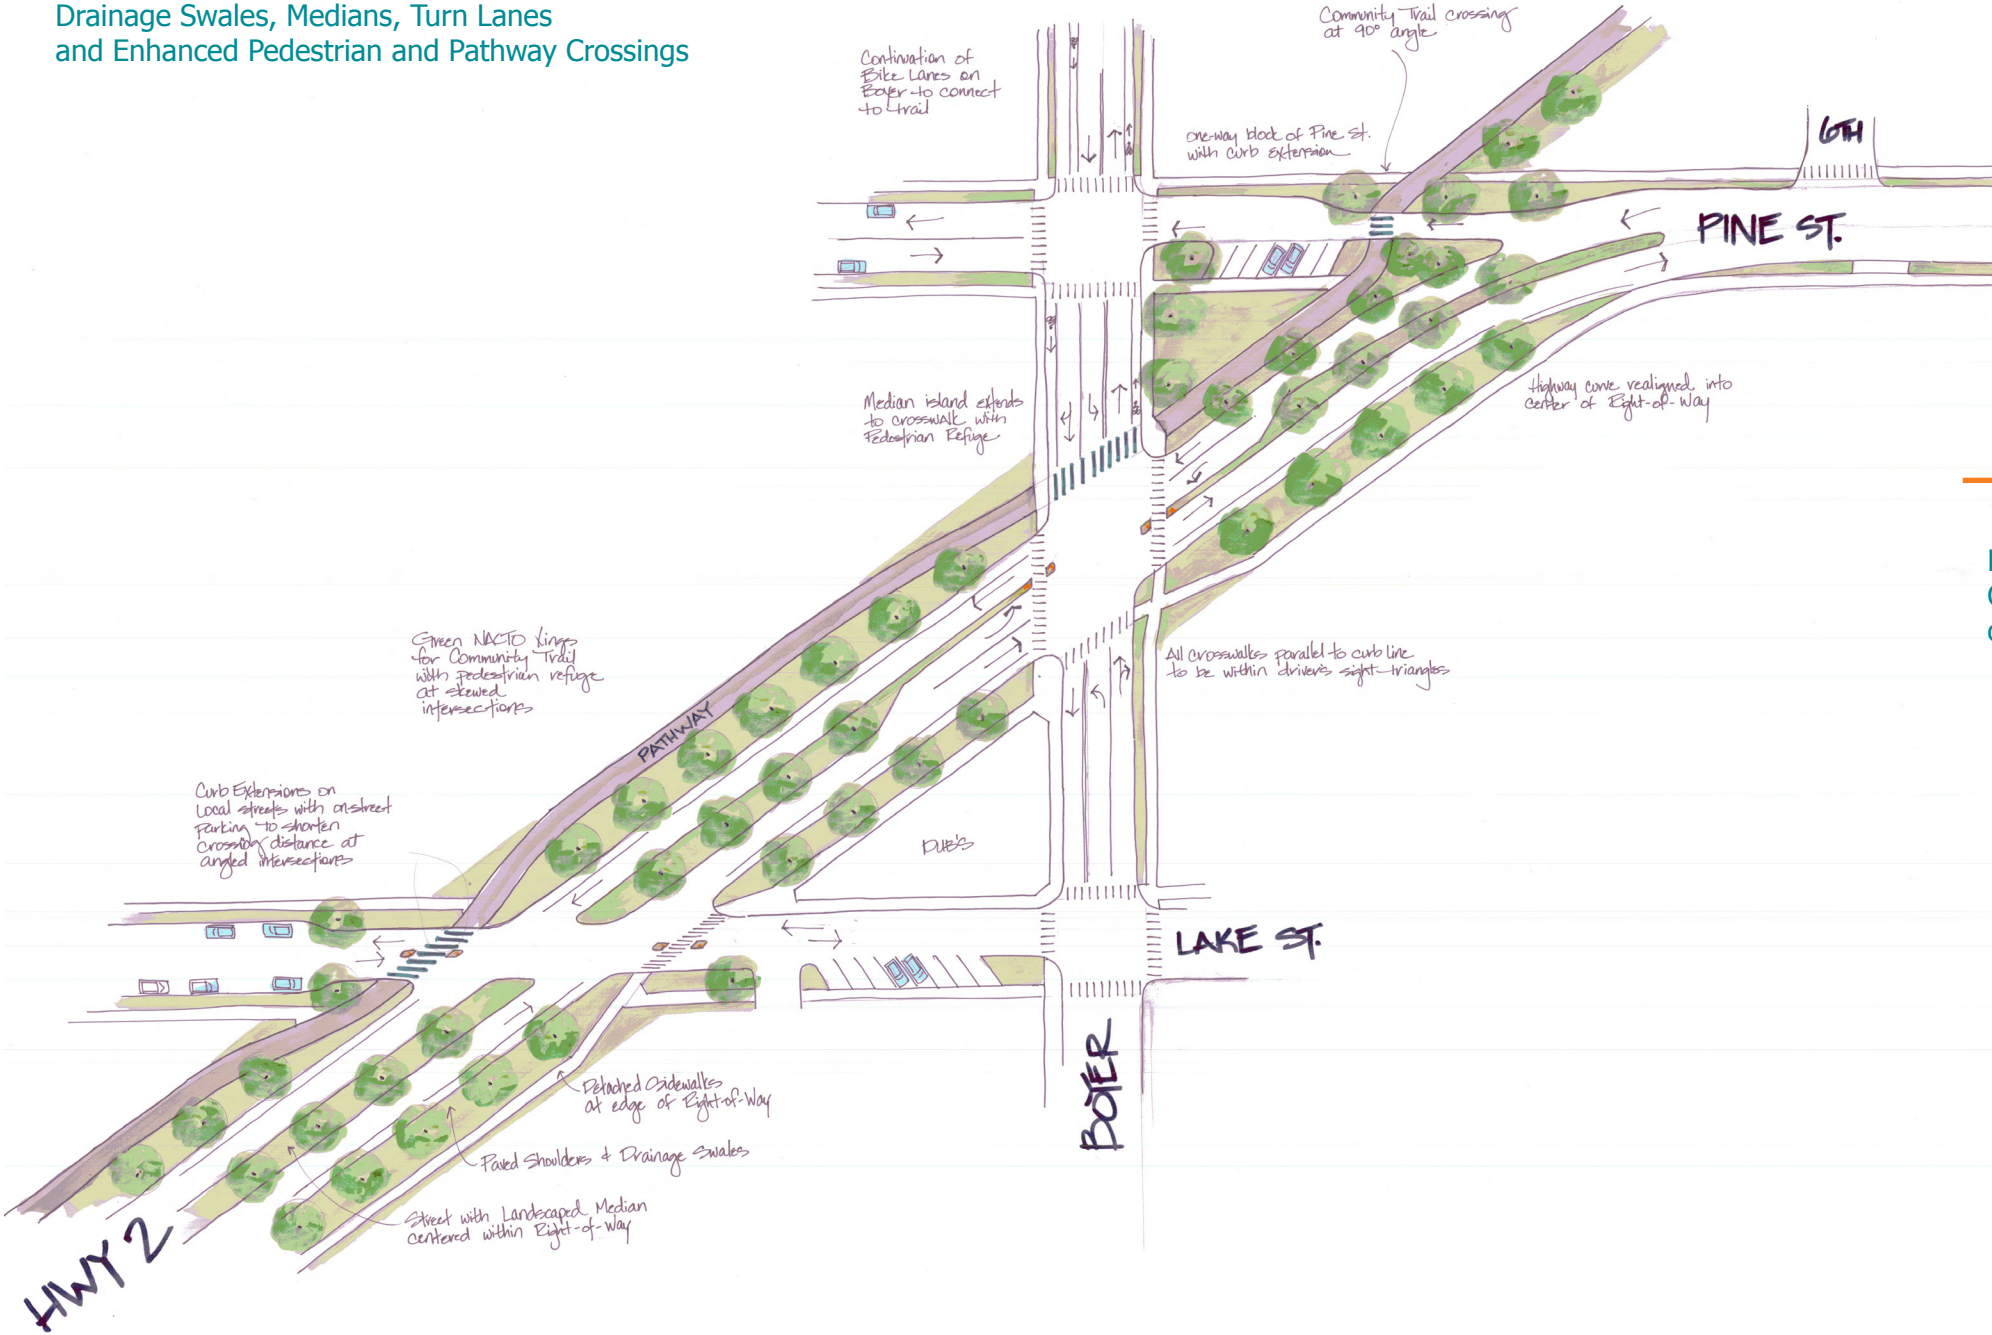 Drainage Swales, Medians, Turn Lanes
and Enhanced Pedestrian and Pathway Crossings
Continuation of
Bike Lanes on
Boyer to connect
to trail
Community Trail crossing
at 90° angle
one-way block of Pine St.
with curb extension
6TH
PINE ST.
Median island extends
to crosswalk with
Pedestrian Refuge
Highway curve realigned into
center of Right-of-Way
Green NACTO Xings
for Community Trail
with pedestrian refuge
at skewed
intersections
PATHWAY
All crosswalks parallel to curb line
to be within driver's sight-triangles
Curb Extensions on
Local streets with on-street
parking to shorten
crossing distance at
angled intersections
DUB'S
LAKE ST.
BOYER
Detached Sidewalks
at edge of Right-of-Way
Paved Shoulders & Drainage Swales
Street with Landscaped Median
centered within Right-of-Way
HWY 2